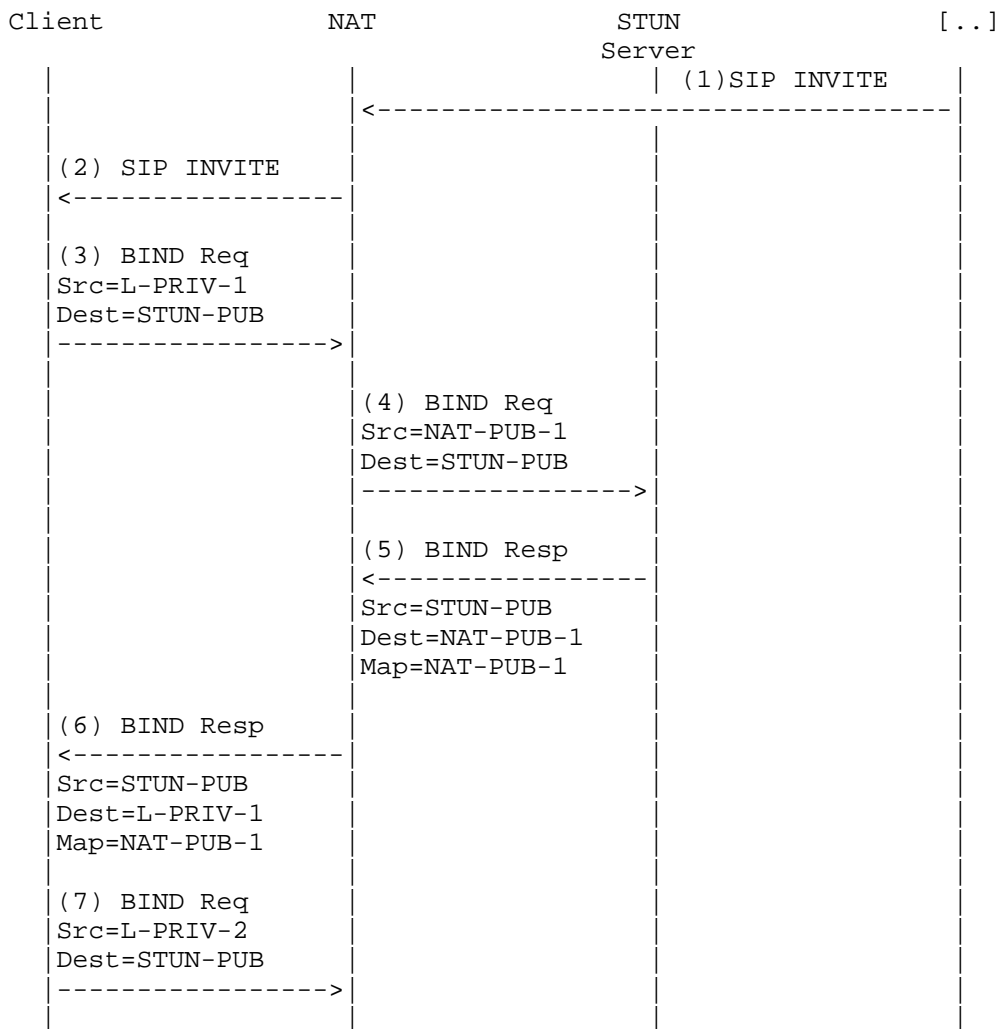 Client NAT STUN [..]
Server
(1)SIP INVITE
(2) SIP INVITE
(3) BIND Req
Src=L-PRIV-1
Dest=STUN-PUB
(4) BIND Req
Src=NAT-PUB-1
Dest=STUN-PUB
(5) BIND Resp
Src=STUN-PUB
Dest=NAT-PUB-1
Map=NAT-PUB-1
(6) BIND Resp
Src=STUN-PUB
Dest=L-PRIV-1
Map=NAT-PUB-1
(7) BIND Req
Src=L-PRIV-2
Dest=STUN-PUB